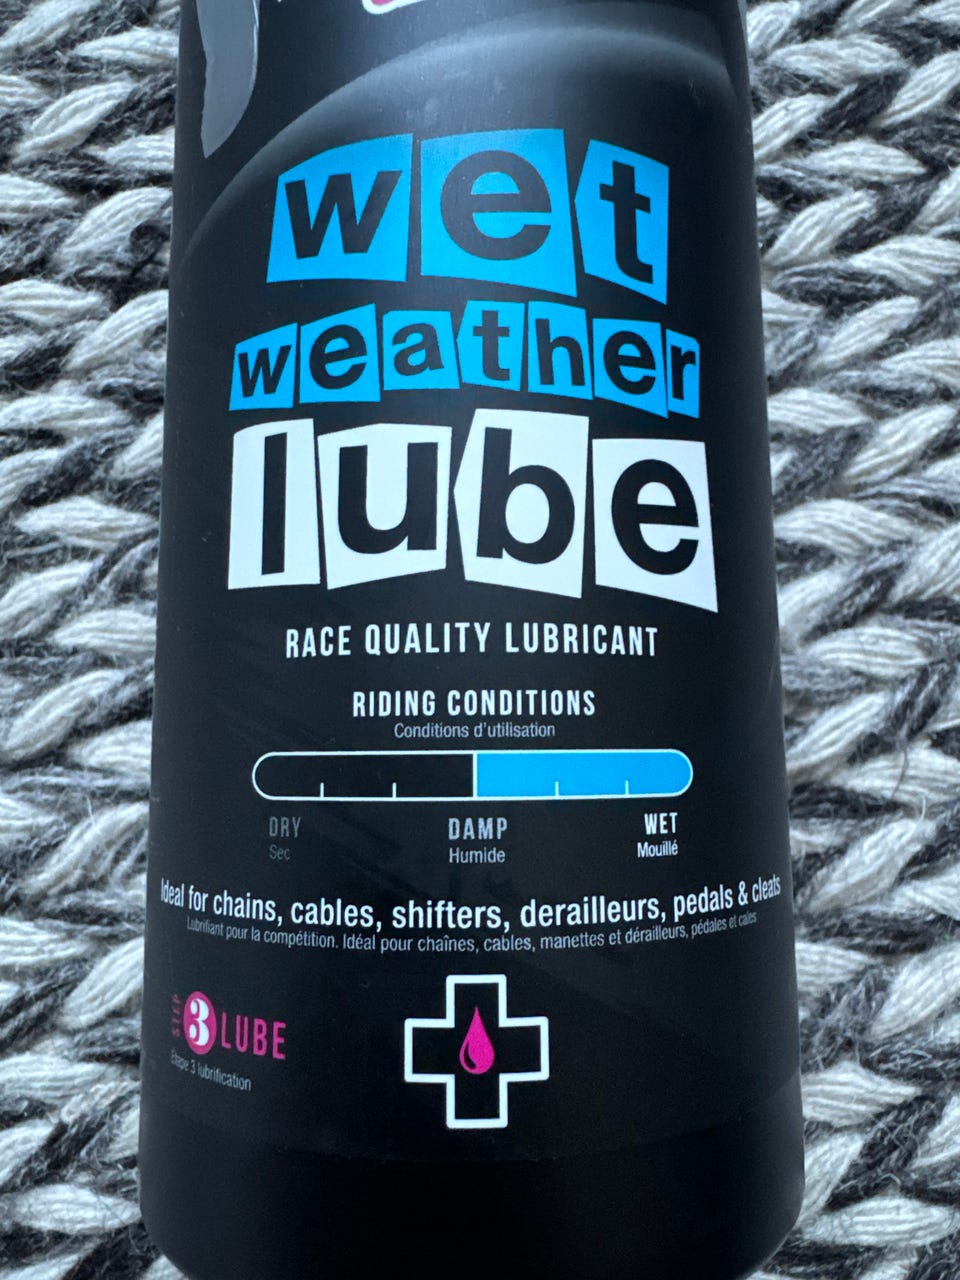 wet
weather
lube
RACE QUALITY LUBRICANT
RIDING CONDITIONS
Conditions d'utilisation
DRY DAMP WET
Sec Humide Mouillé
Ideal for chains, cables, shifters, derailleurs, pedals & cleats
Lubrifiant pour la compétition. Idéal pour chaînes, cables, manettes et dérailleurs, pédales et cales
STEP 3 LUBE
Étape 3 lubrification